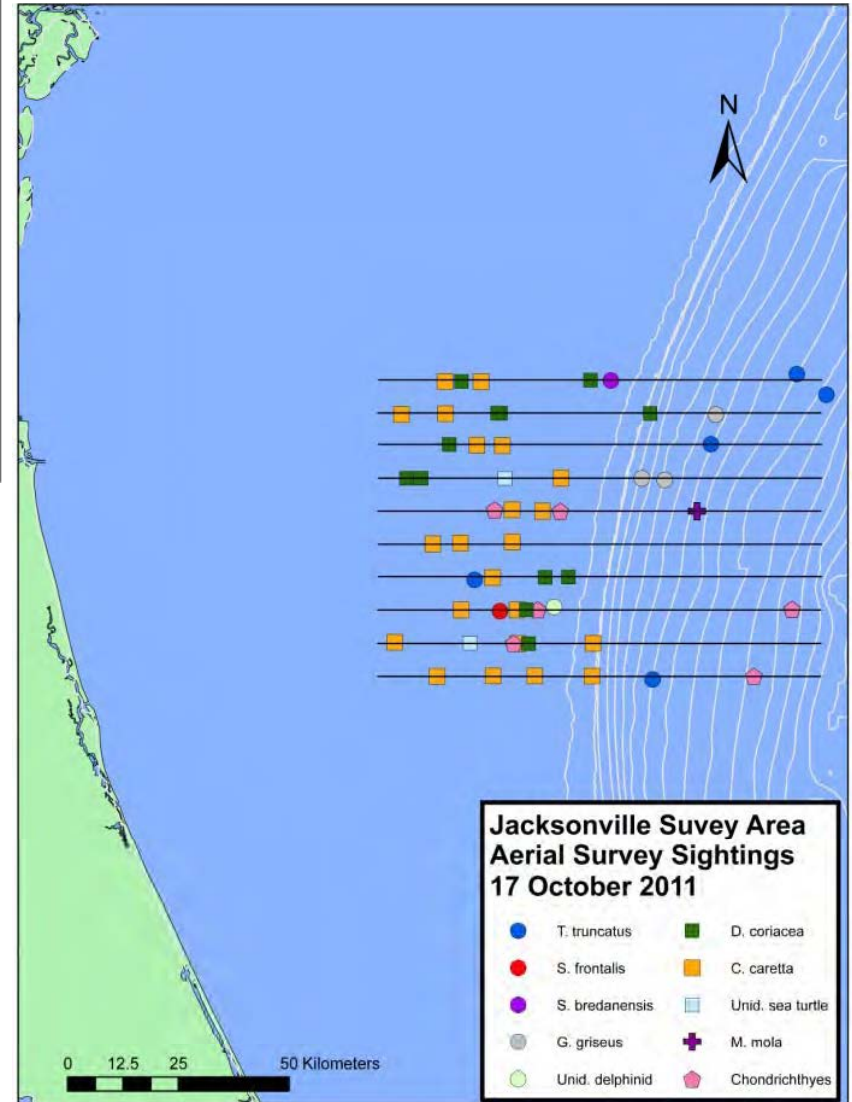 N
Jacksonville Suvey Area
Aerial Survey Sightings
17 October 2011
T. truncatus
D. coriacea
S. frontalis
C. caretta
S. bredanensis
Unid. sea turtle
G. griseus
M. mola
Unid. delphinid
Chondrichthyes
0 12.5 25 50 Kilometers